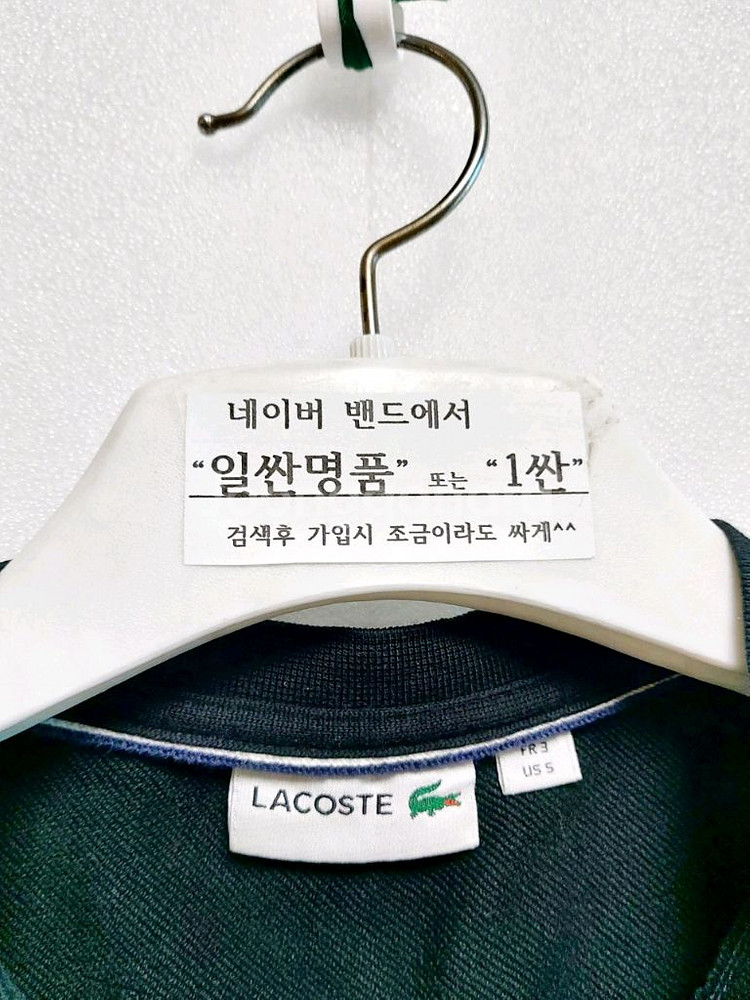 네이버 밴드에서
“일싼명품” 또는 “1싼”
검색후 가입시 조금이라도 싸게^^
LACOSTE
FR 3
US S